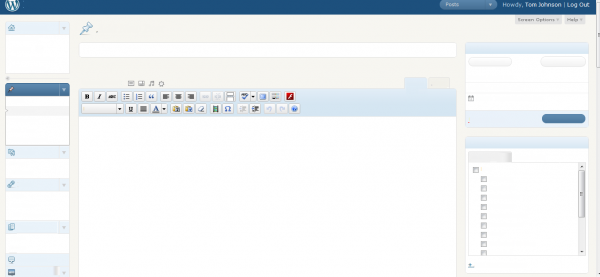 Posts
Howdy, Tom Johnson | Log Out
Screen Options
Help
B I ABC
U A
Ω